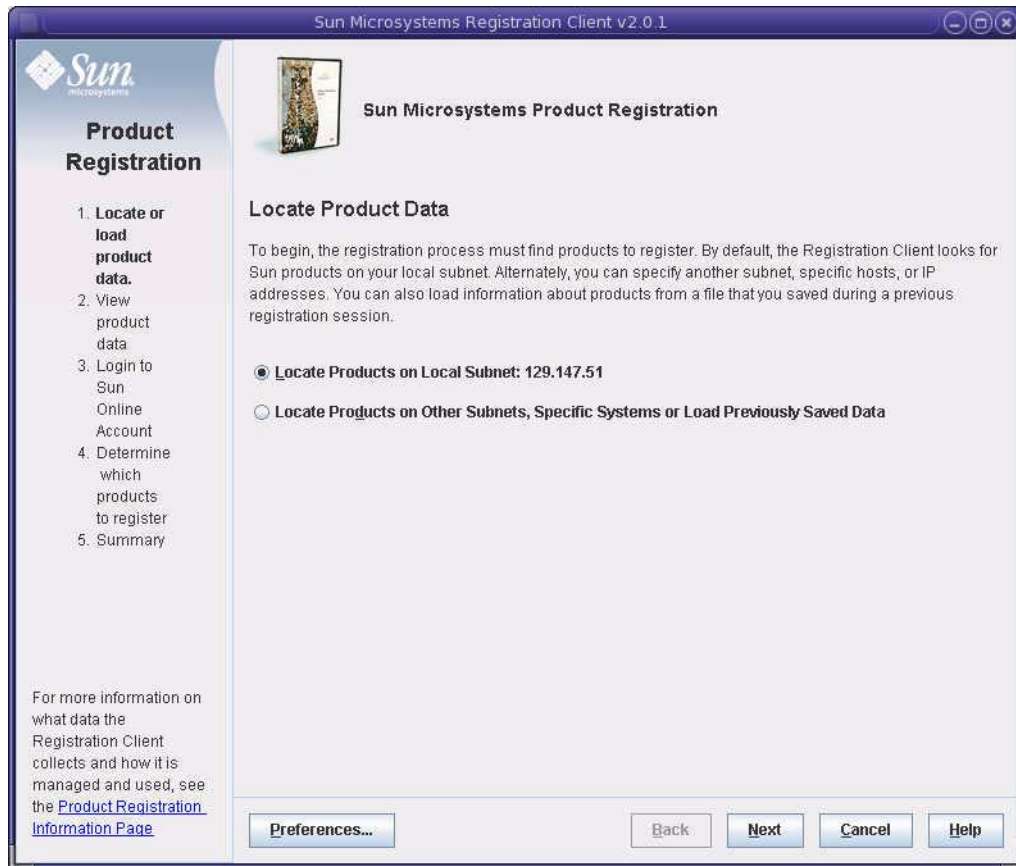 Sun Microsystems Registration Client v2.0.1
Sun
microsystems
Product
Registration
1. Locate or
load
product
data.
2. View
product
data
3. Login to
Sun
Online
Account
4. Determine
which
products
to register
5. Summary
For more information on
what data the
Registration Client
collects and how it is
managed and used, see
the Product Registration
Information Page
Sun Microsystems Product Registration
Locate Product Data
To begin, the registration process must find products to register. By default, the Registration Client looks for
Sun products on your local subnet. Alternately, you can specify another subnet, specific hosts, or IP
addresses. You can also load information about products from a file that you saved during a previous
registration session.
Locate Products on Local Subnet: 129.147.51
Locate Products on Other Subnets, Specific Systems or Load Previously Saved Data
Preferences... Back Next Cancel Help